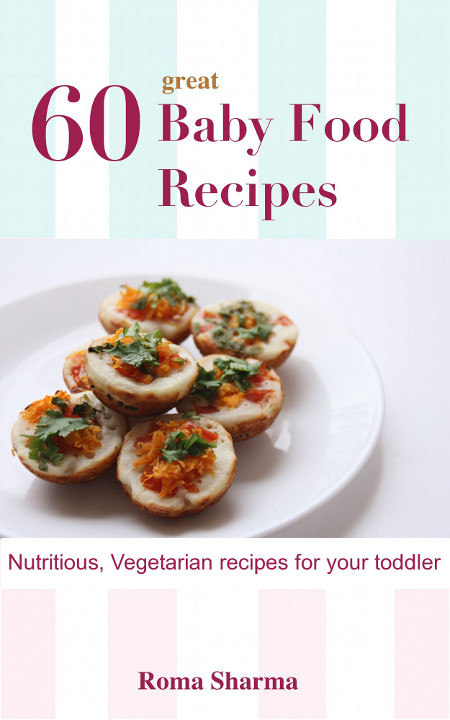 great
60 Baby Food
Recipes
Nutritious, Vegetarian recipes for your toddler
Roma Sharma